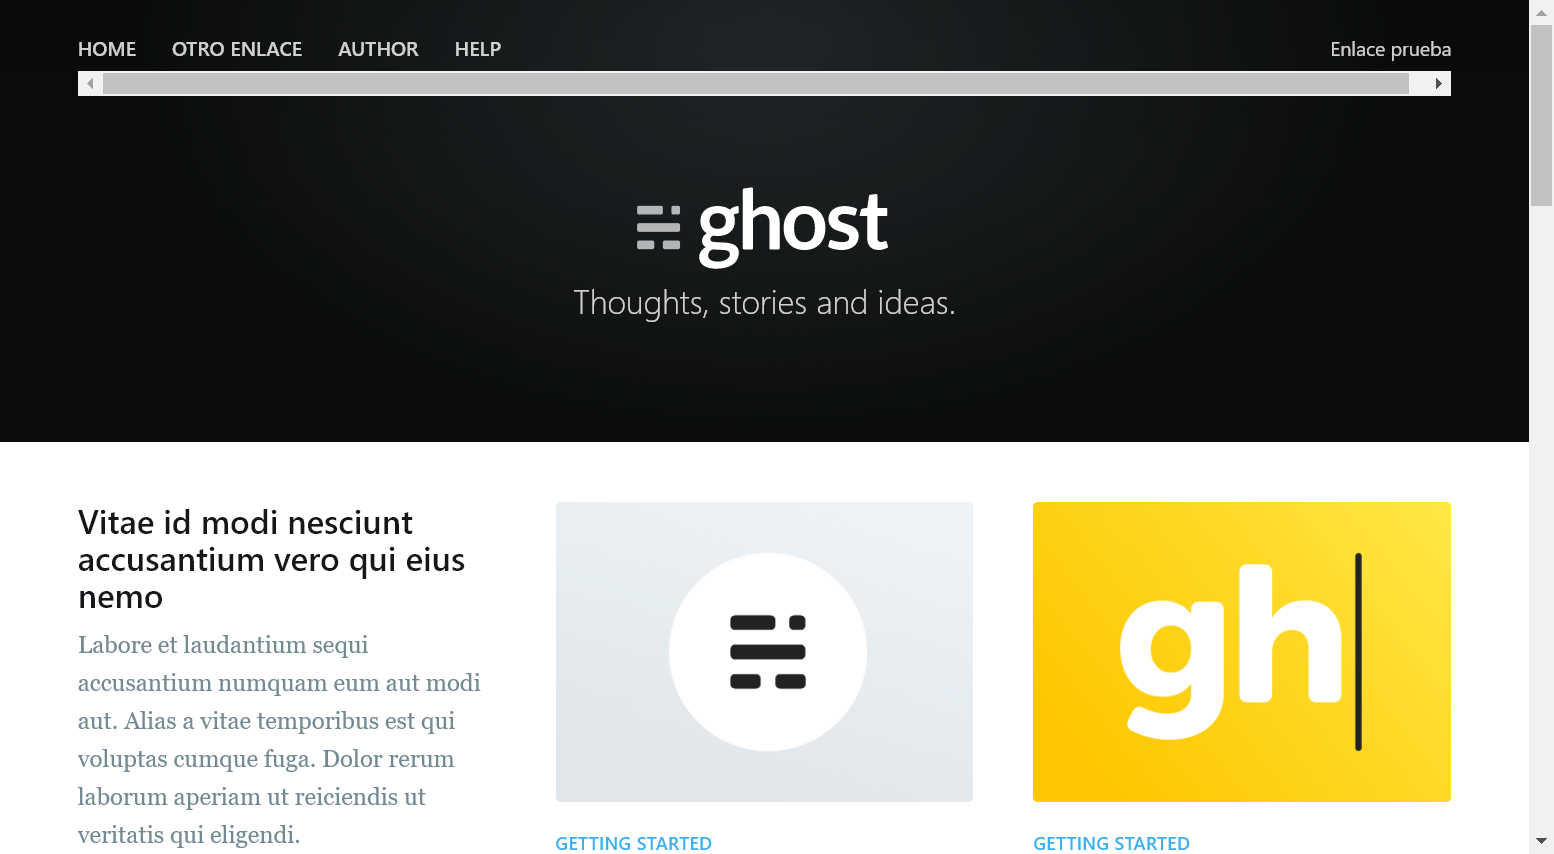 HOME OTRO ENLACE AUTHOR HELP Enlace prueba
ghost
Thoughts, stories and ideas.
Vitae id modi nesciunt
accusantium vero qui eius
nemo
Labore et laudantium sequi
accusantium numquam eum aut modi
aut. Alias a vitae temporibus est qui
voluptas cumque fuga. Dolor rerum
laborum aperiam ut reiciendis ut
veritatis qui eligendi.
GETTING STARTED
gh
GETTING STARTED